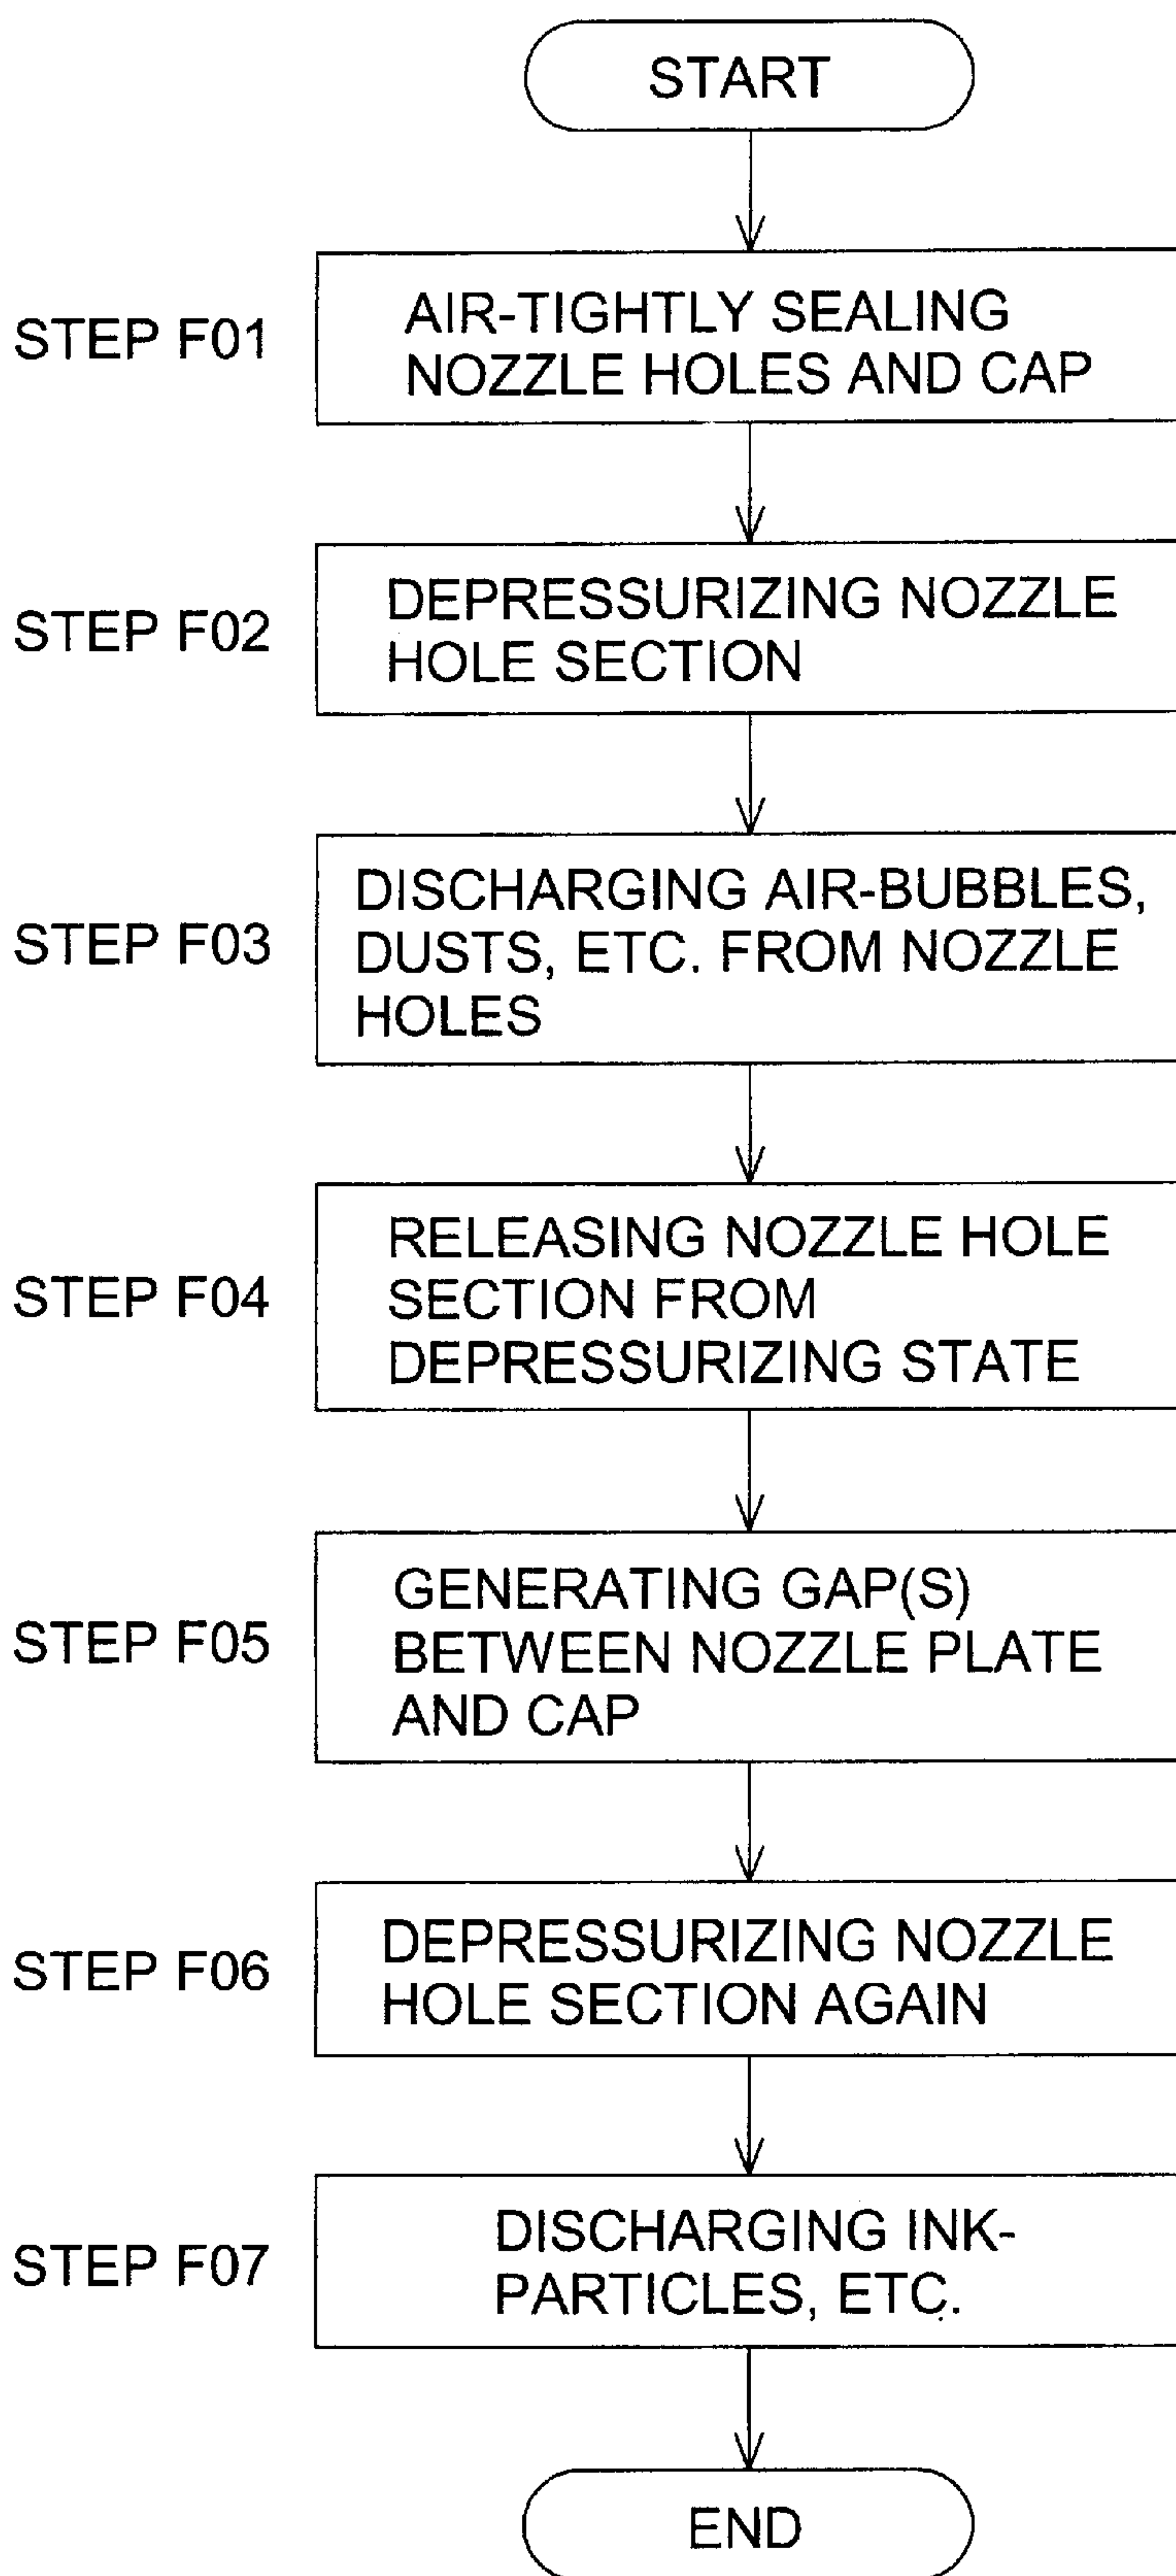 START
STEP F01
AIR-TIGHTLY SEALING
NOZZLE HOLES AND CAP
STEP F02
DEPRESSURIZING NOZZLE
HOLE SECTION
STEP F03
DISCHARGING AIR-BUBBLES,
DUSTS, ETC. FROM NOZZLE
HOLES
STEP F04
RELEASING NOZZLE HOLE
SECTION FROM
DEPRESSURIZING STATE
STEP F05
GENERATING GAP(S)
BETWEEN NOZZLE PLATE
AND CAP
STEP F06
DEPRESSURIZING NOZZLE
HOLE SECTION AGAIN
STEP F07
DISCHARGING INK-
PARTICLES, ETC.
END